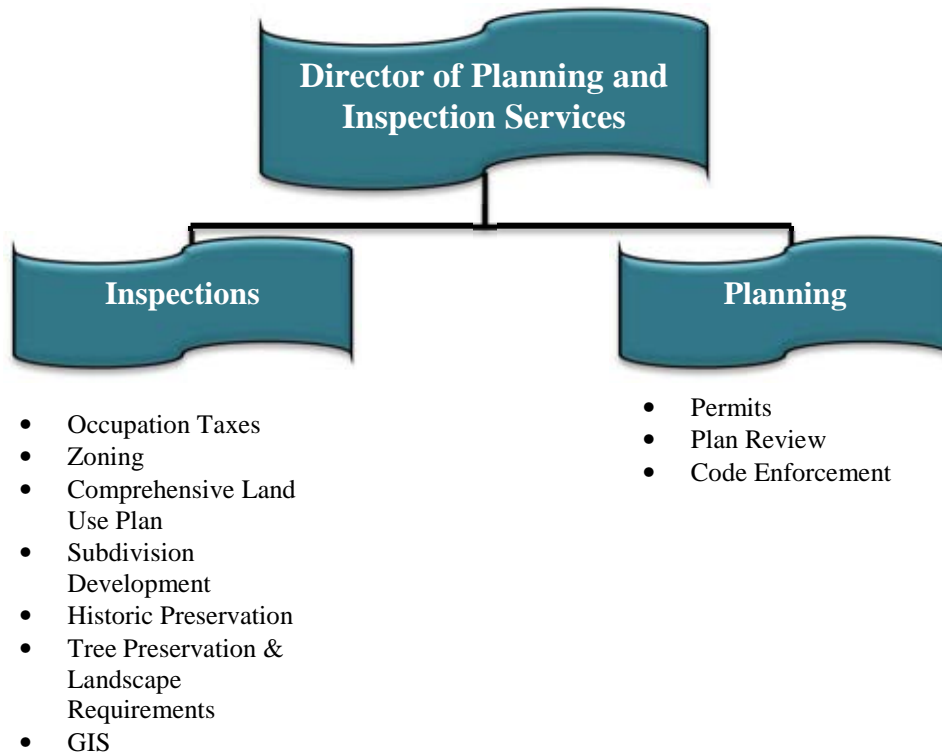 Director of Planning and
Inspection Services
Inspections
Planning
• Occupation Taxes
• Zoning
• Comprehensive Land
Use Plan
• Subdivision
Development
• Historic Preservation
• Tree Preservation &
Landscape
Requirements
• GIS
• Permits
• Plan Review
• Code Enforcement